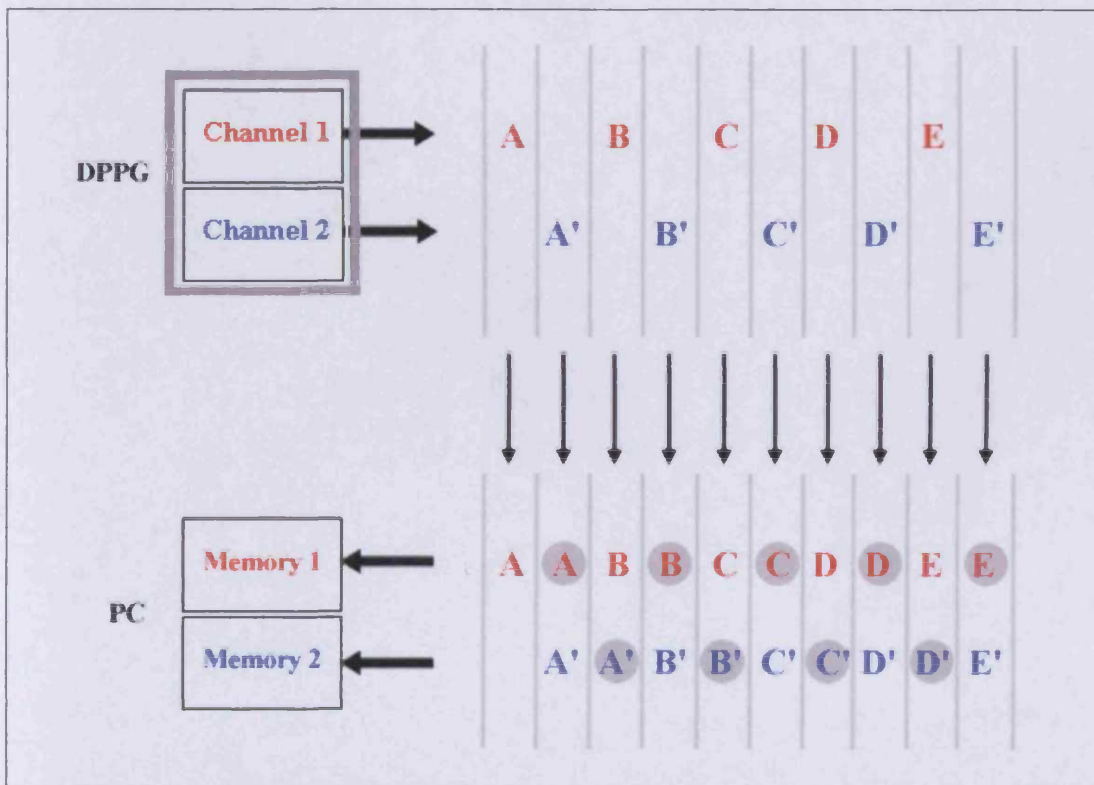 Channel 1
A B C D E
DPPG
Channel 2
A' B' C' D' E'
Memory 1
A A B B C C D D E E
PC
Memory 2
A' A' B' B' C' C' D' D' E'